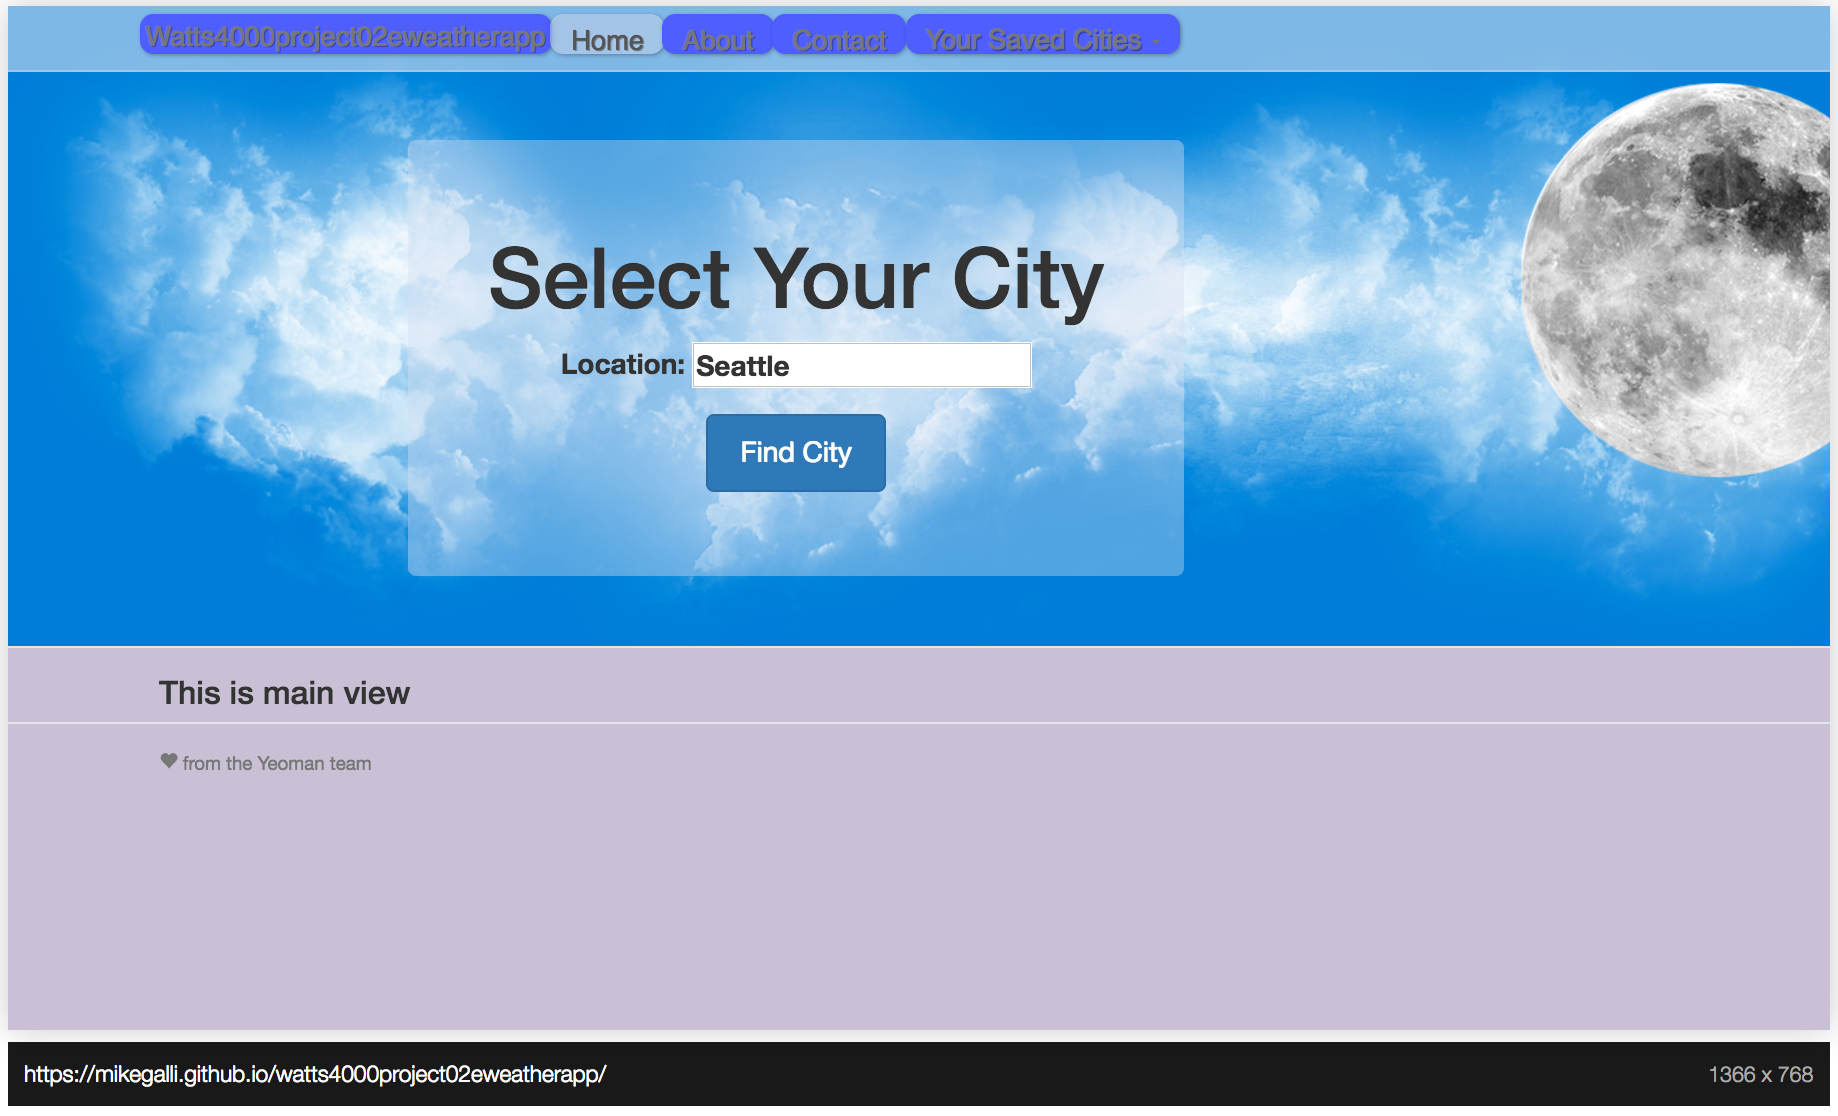 Watts4000project02eweatherapp Home About Contact Your Saved Cities
Select Your City
Location: Seattle
Find City
This is main view
from the Yeoman team
https://mikegalli.github.io/watts4000project02eweatherapp/ 1366 x 768